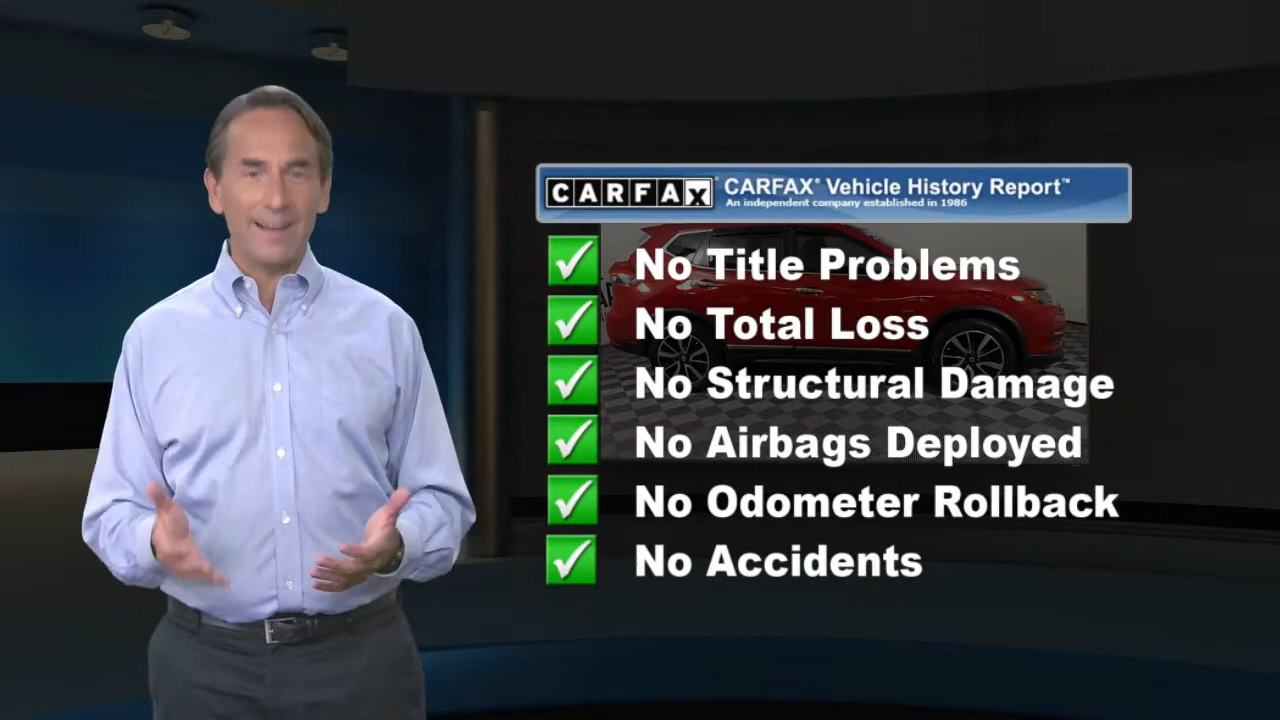 CARFAX CARFAX® Vehicle History Report™
An independent company established in 1986
No Title Problems
No Total Loss
No Structural Damage
No Airbags Deployed
No Odometer Rollback
No Accidents